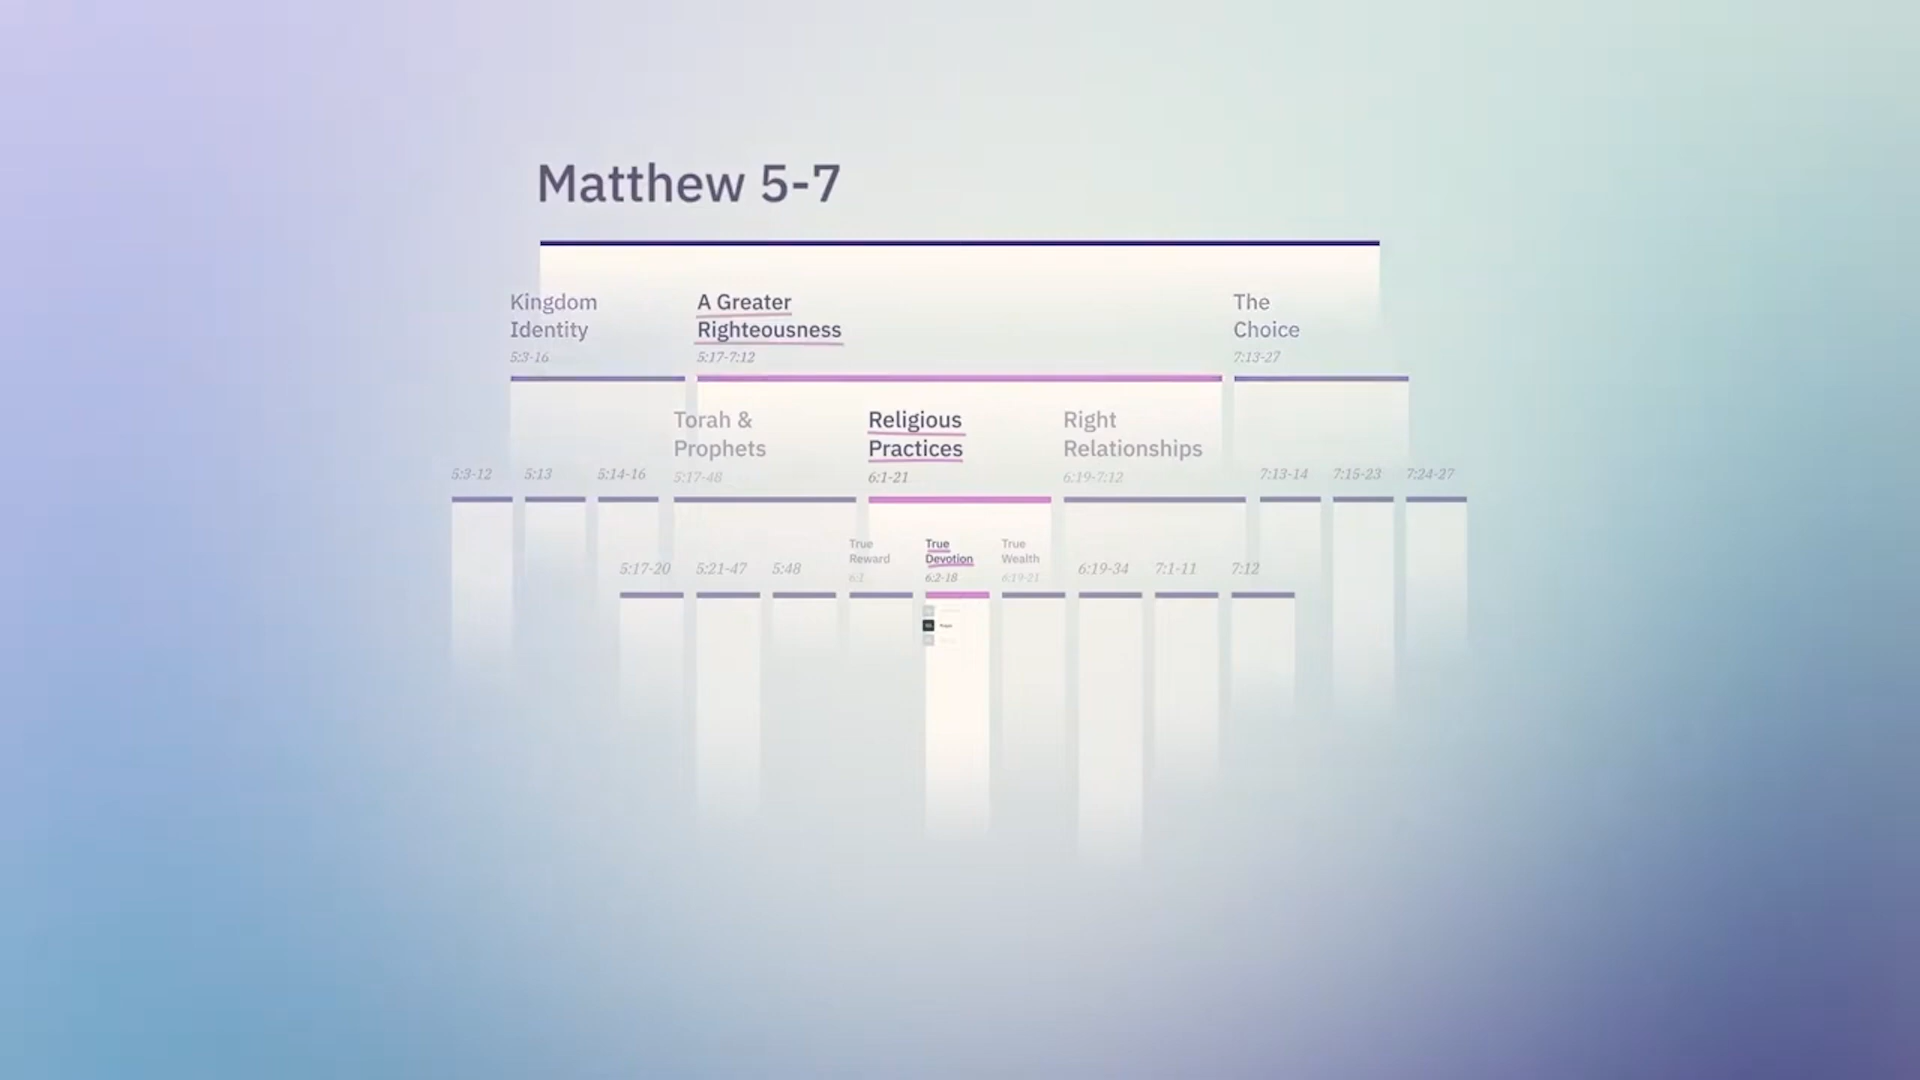 Matthew 5-7
Kingdom
Identity
5:3-16
A Greater
Righteousness
5:17-7:12
The
Choice
7:13-27
Torah &
Prophets
5:17-48
Religious
Practices
6:1-21
Right
Relationships
6:19-7:12
5:3-12
5:13
5:14-16
7:13-14
7:15-23
7:24-27
5:17-20
5:21-47
5:48
True
Reward
6:1
True
Devotion
6:2-18
True
Wealth
6:19-21
6:19-34
7:1-11
7:12